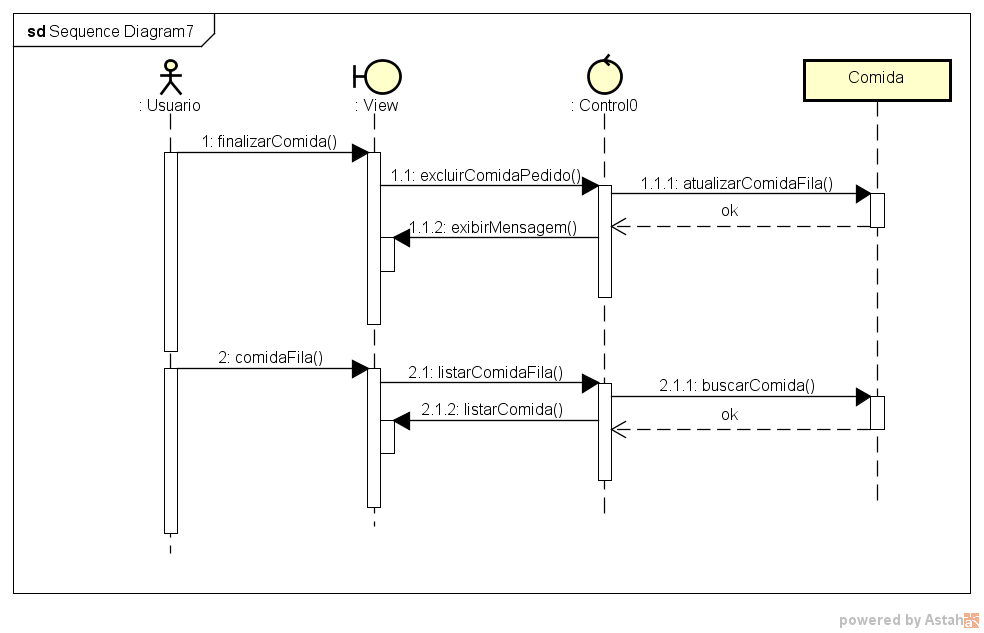 sd Sequence Diagram7
: Usuario
: View
: Control0
Comida
1: finalizarComida()
1.1: excluirComidaPedido()
1.1.1: atualizarComidaFila()
ok
1.1.2: exibirMensagem()
2: comidaFila()
2.1: listarComidaFila()
2.1.1: buscarComida()
2.1.2: listarComida()
ok
powered by Astah